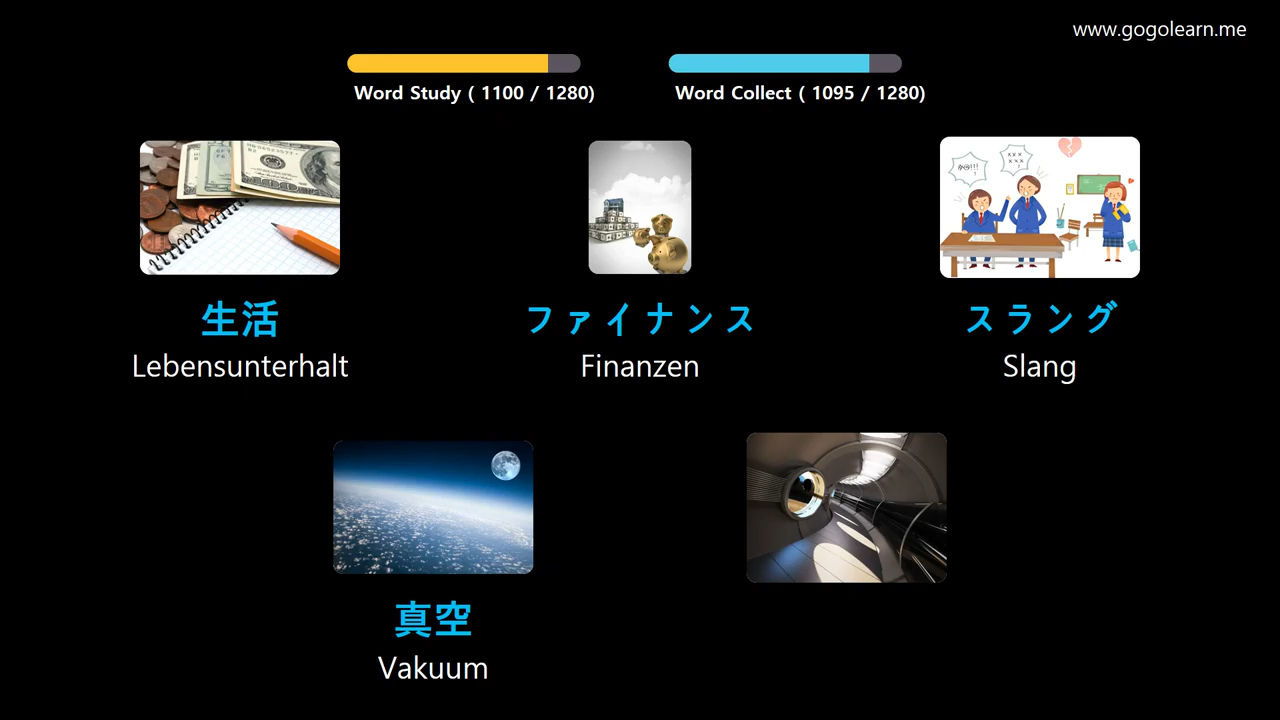 www.gogolearn.me
Word Study ( 1100 / 1280)
Word Collect ( 1095 / 1280)
生活
Lebensunterhalt
ファイナンス
Finanzen
スラング
Slang
真空
Vakuum